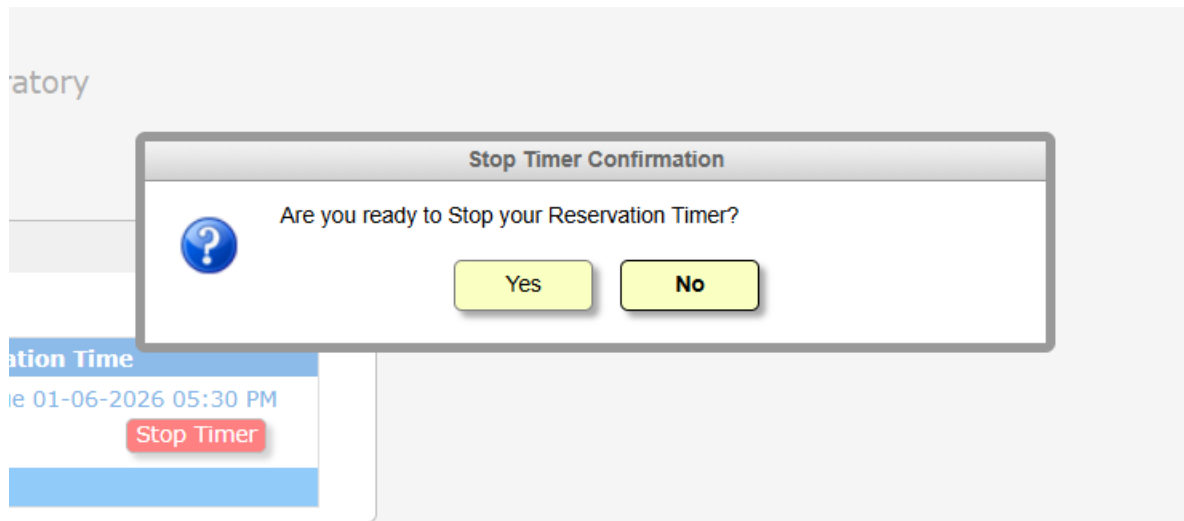 atory
Stop Timer Confirmation
Are you ready to Stop your Reservation Timer?
Yes
No
ation Time
e 01-06-2026 05:30 PM
Stop Timer